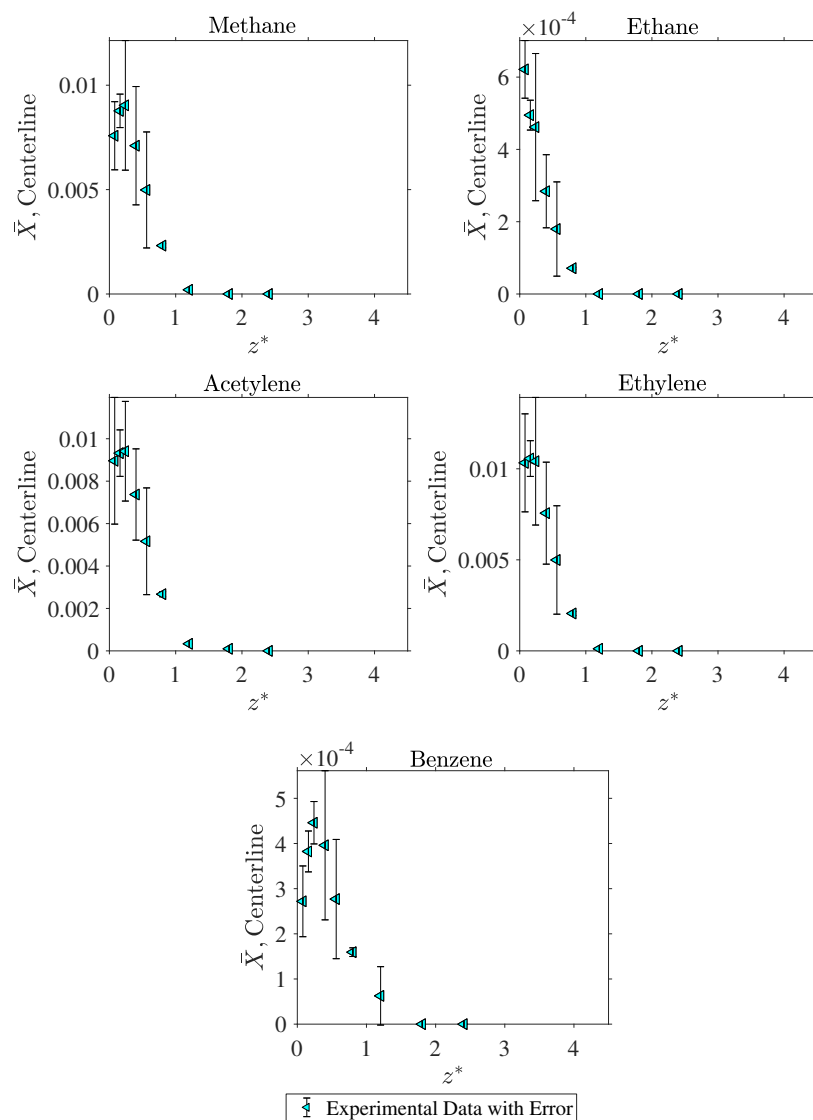 Methane
0.01
0.005
0
X̄, Centerline
0 1 2 3 4
z*
×10⁻⁴ Ethane
6
4
2
0
X̄, Centerline
0 1 2 3 4
z*
Acetylene
0.01
0.008
0.006
0.004
0.002
0
X̄, Centerline
0 1 2 3 4
z*
Ethylene
0.01
0.005
0
X̄, Centerline
0 1 2 3 4
z*
×10⁻⁴ Benzene
5
4
3
2
1
0
X̄, Centerline
0 1 2 3 4
z*
Experimental Data with Error